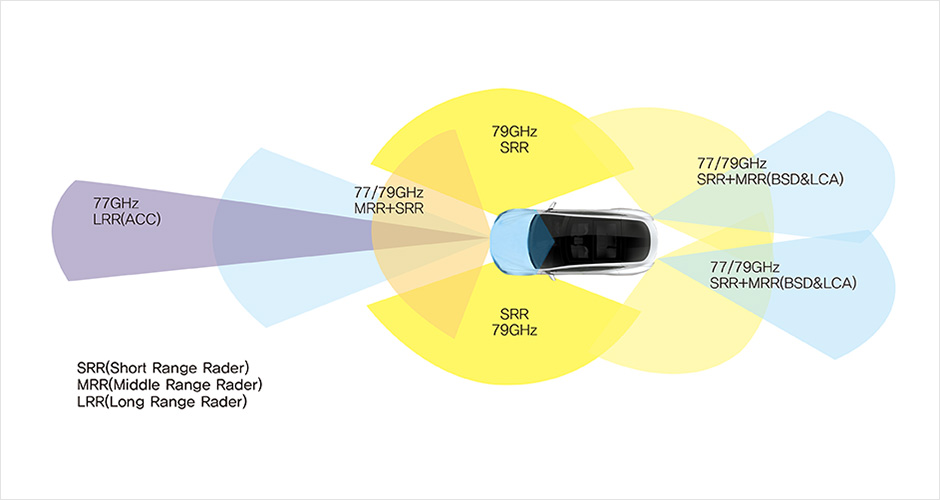 79GHz
SRR
77/79GHz
SRR+MRR(BSD&LCA)
77/79GHz
MRR+SRR
77GHz
LRR(ACC)
77/79GHz
SRR+MRR(BSD&LCA)
SRR
79GHz
SRR(Short Range Rader)
MRR(Middle Range Rader)
LRR(Long Range Rader)